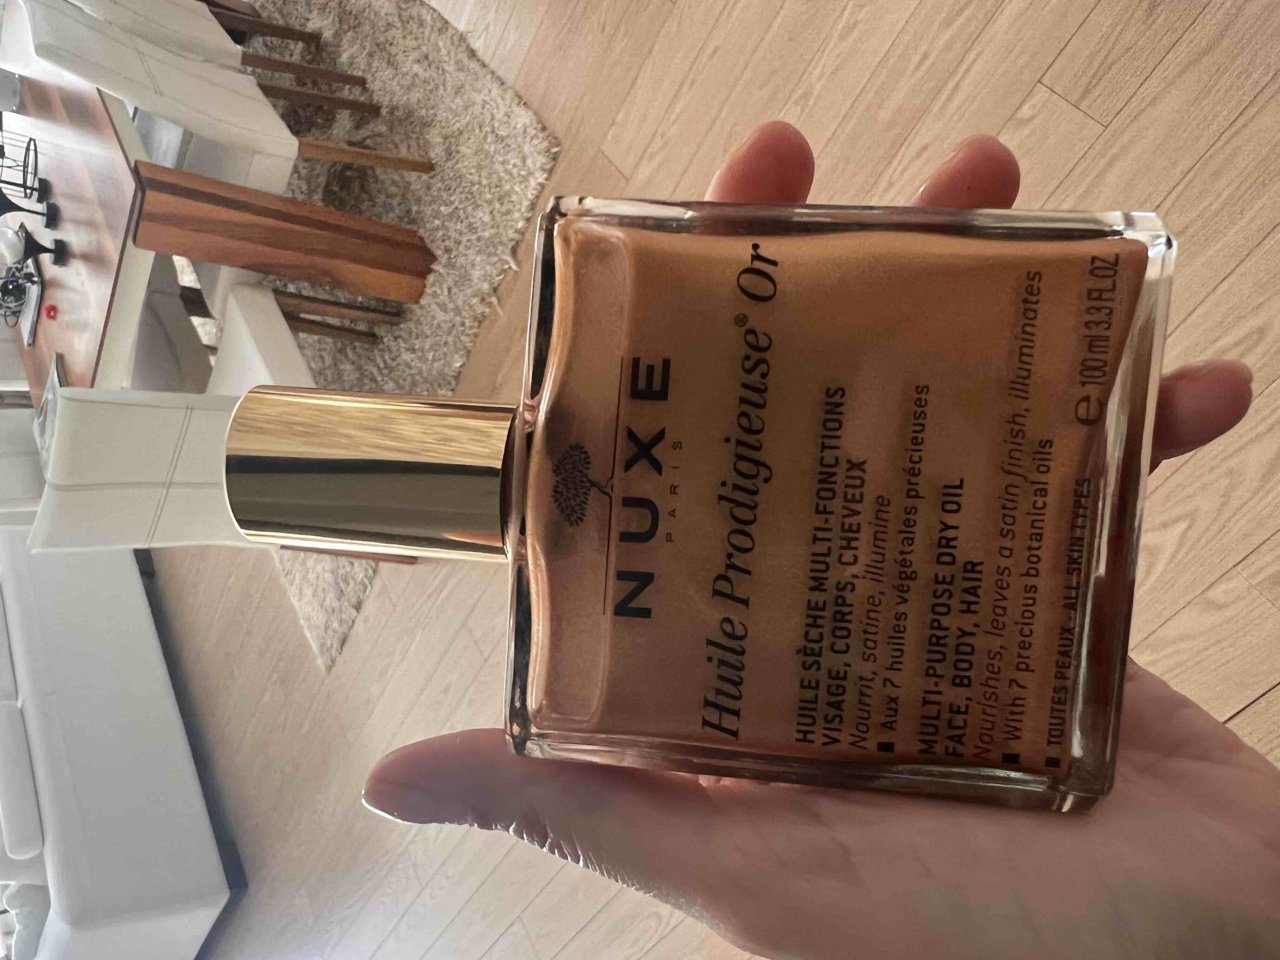 NUXE
PARIS
Huile Prodigieuse® Or
HUILE SÈCHE MULTI-FONCTIONS
VISAGE, CORPS, CHEVEUX
Nourrit, satine, illumine
■ Aux 7 huiles végétales précieuses
MULTI-PURPOSE DRY OIL
FACE, BODY, HAIR
Nourishes, leaves a satin finish, illuminates
■ With 7 precious botanical oils
■ TOUTES PEAUX - ALL SKIN TYPES
℮ 100 ml 3.3 FL.OZ.